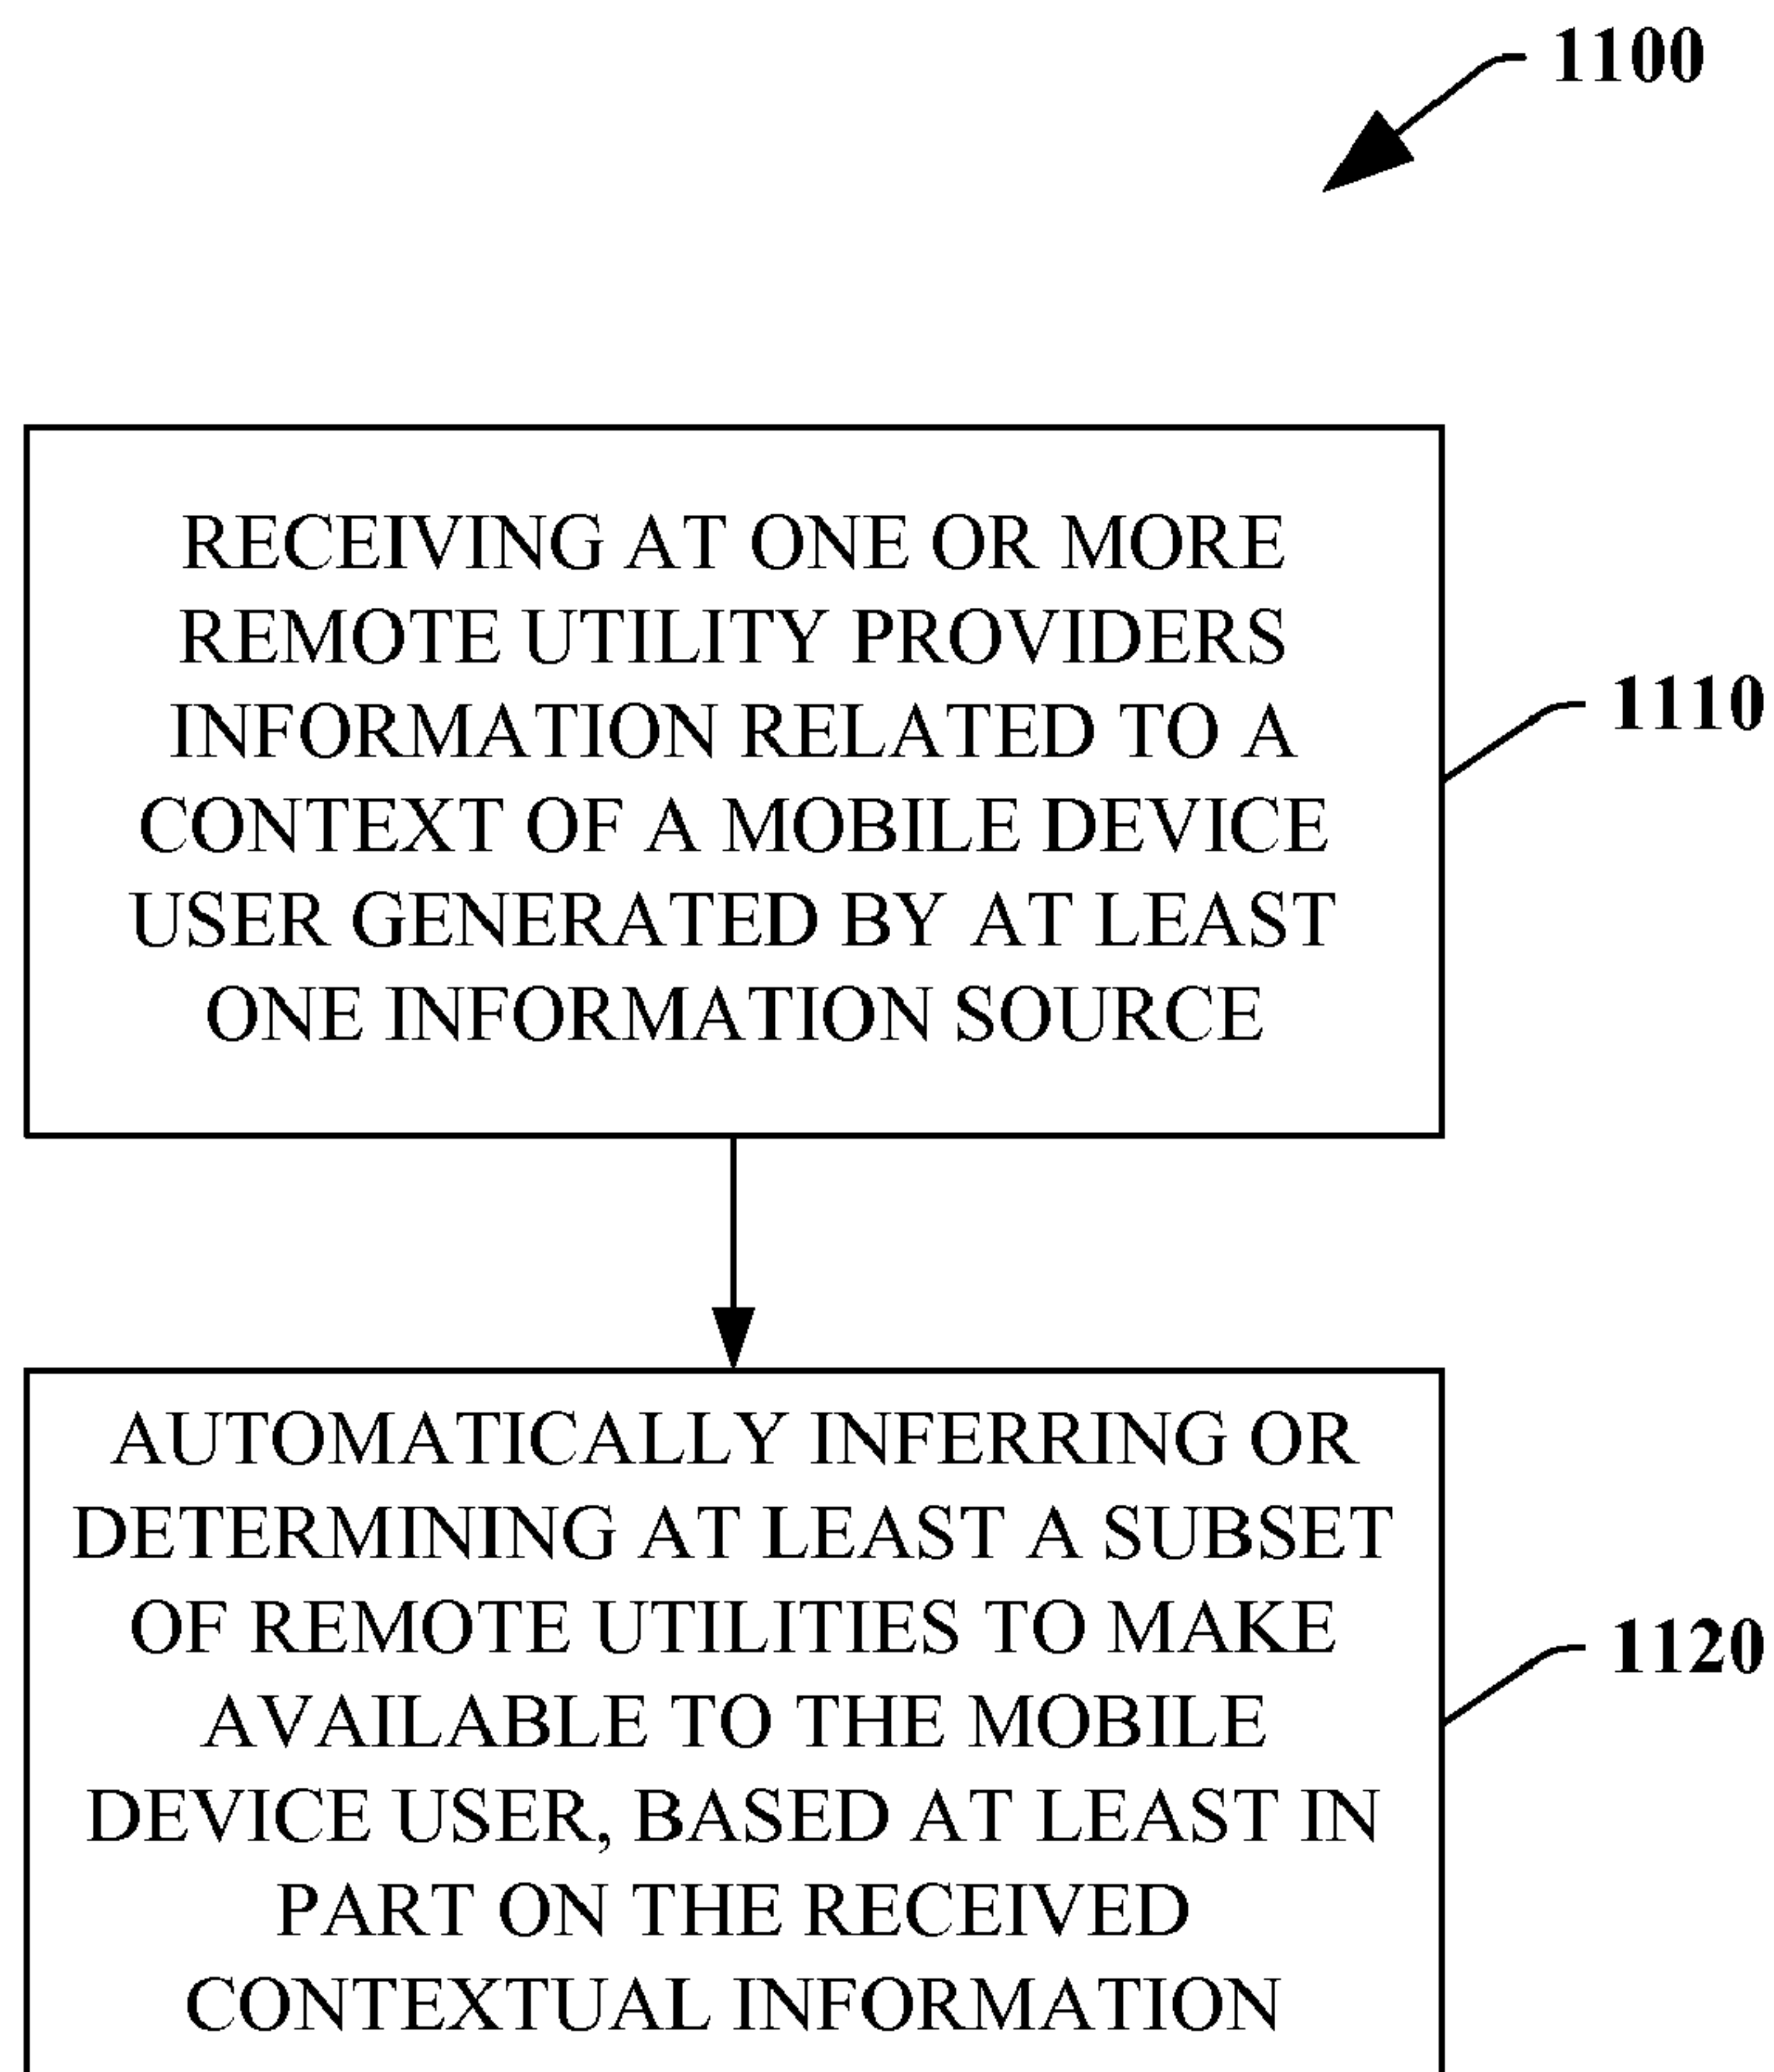 1100
RECEIVING AT ONE OR MORE
REMOTE UTILITY PROVIDERS
INFORMATION RELATED TO A
CONTEXT OF A MOBILE DEVICE
USER GENERATED BY AT LEAST
ONE INFORMATION SOURCE
1110
AUTOMATICALLY INFERRING OR
DETERMINING AT LEAST A SUBSET
OF REMOTE UTILITIES TO MAKE
AVAILABLE TO THE MOBILE
DEVICE USER, BASED AT LEAST IN
PART ON THE RECEIVED
CONTEXTUAL INFORMATION
1120